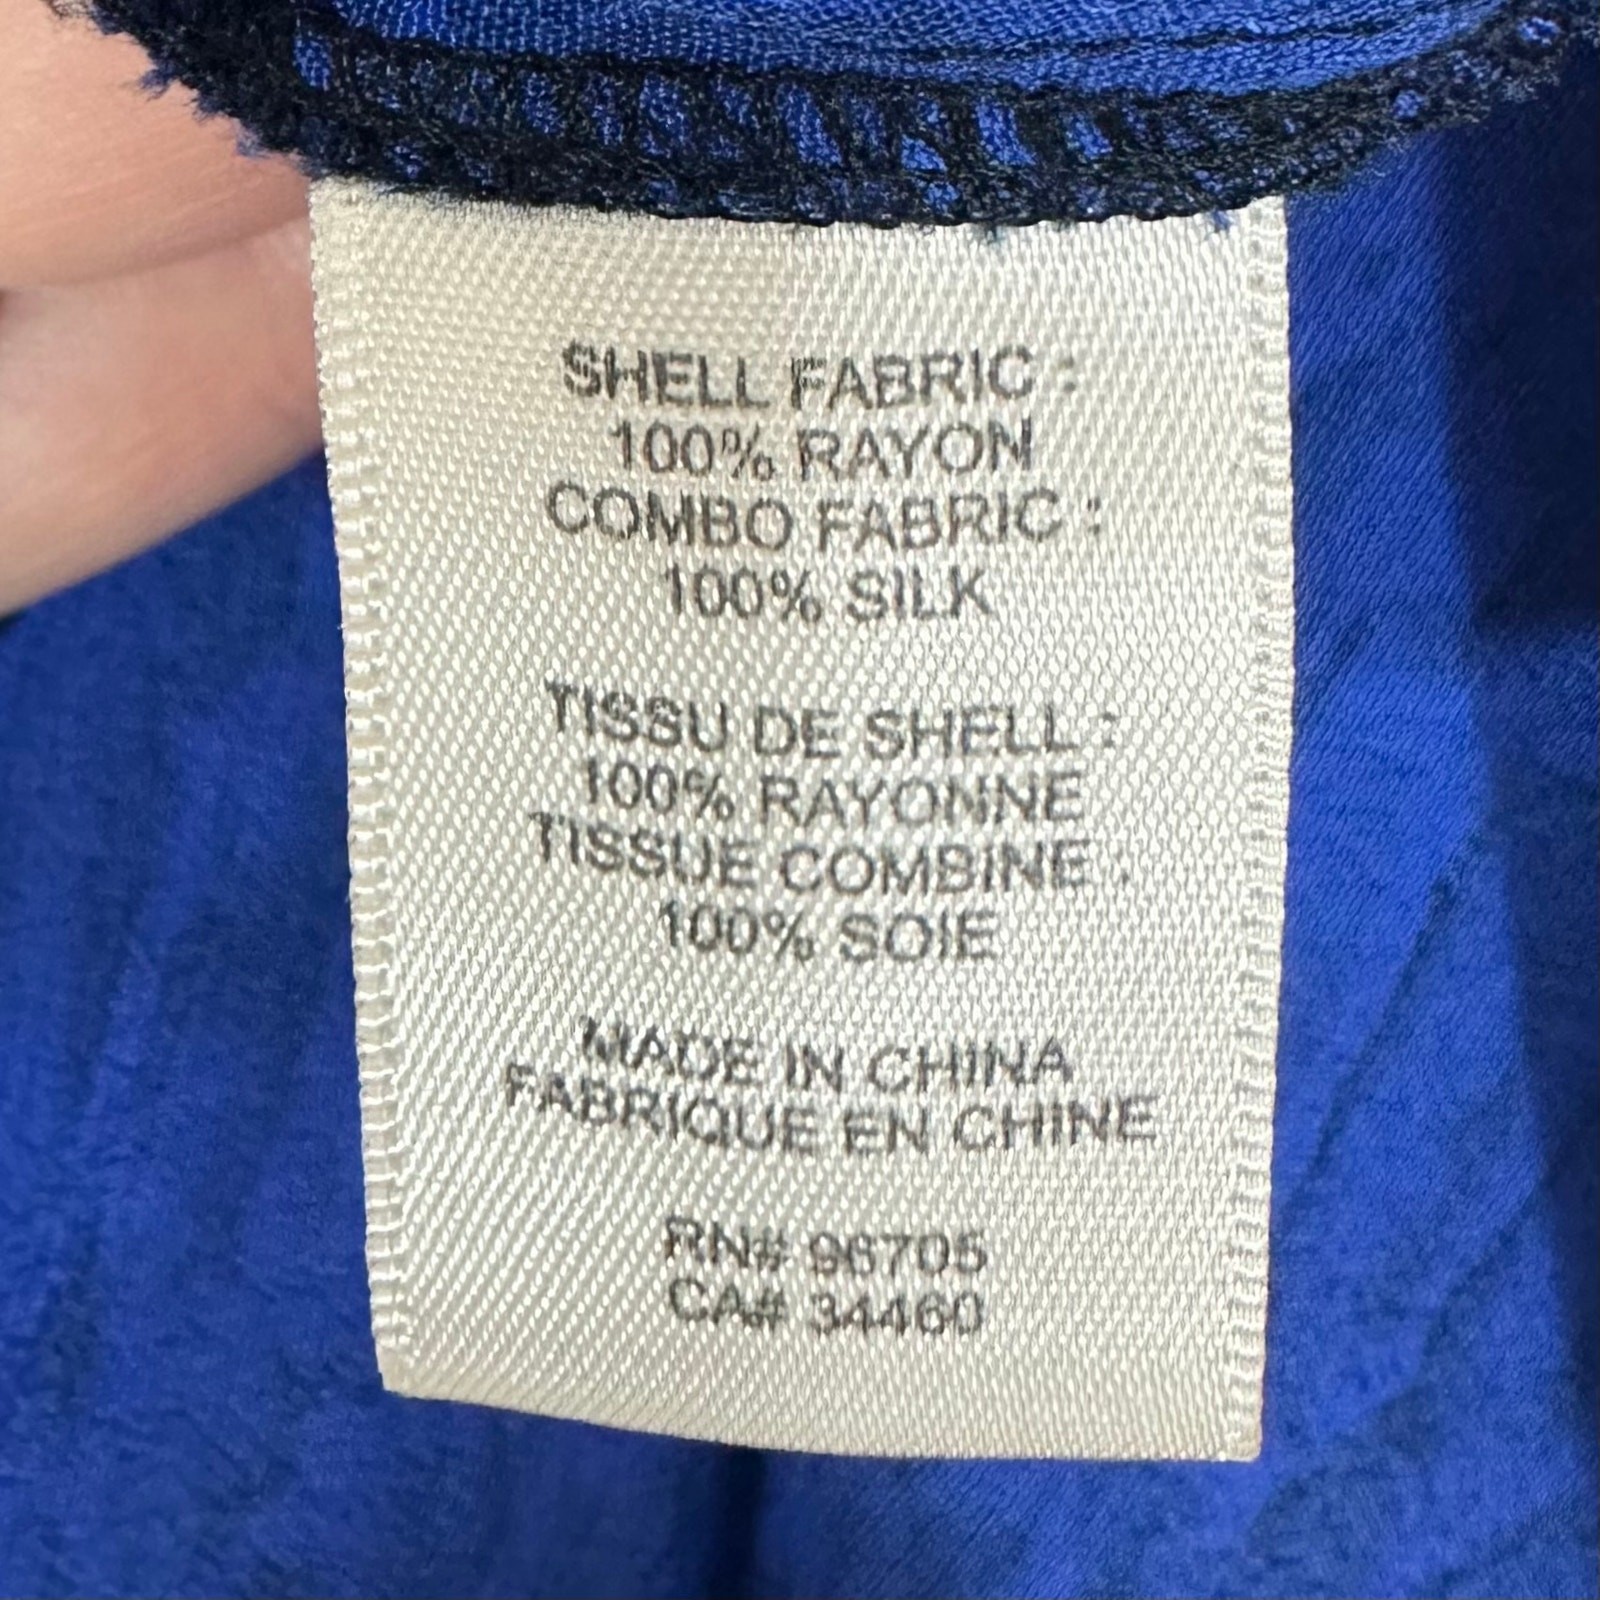 SHELL FABRIC :
100% RAYON
COMBO FABRIC :
100% SILK
TISSU DE SHELL :
100% RAYONNE
TISSUE COMBINE :
100% SOIE
MADE IN CHINA
FABRIQUE EN CHINE
RN# 96705
CA# 34460